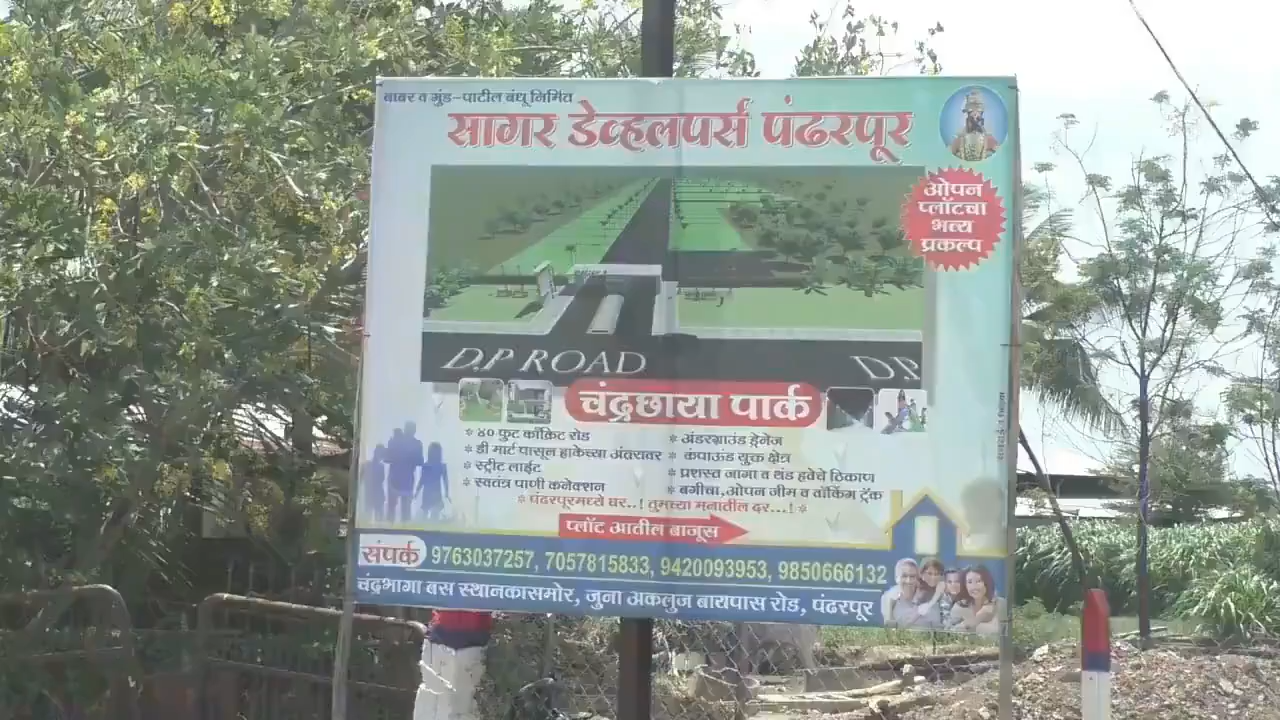 बाबर व गुंड-पाटील बंधू निर्मित
सागर डेव्हलपर्स पंढरपूर
ओपन
प्लॉटचा
भव्य
प्रकल्प
D.P ROAD
D.P
चंद्रछाया पार्क
* ४० फुट काँक्रिट रोड
* डी मार्ट पासून हाकेच्या अंतरावर
* स्ट्रीट लाईट
* स्वतंत्र पाणी कनेक्शन
* अंडरग्राउंड ड्रेनेज
* कंपाऊंड युक्त क्षेत्र
* प्रशस्त जागा व थंड हवेचे ठिकाण
* बगीचा,ओपन जीम व वॉकिंग ट्रॅक
* पंढरपूरमध्ये घर..! तुमच्या मनातील दर...! *
प्लॉट आतील बाजूस
संपर्क 9763037257, 7057815833, 9420093953, 9850666132
चंद्रभागा बस स्थानकासमोर, जुना अकलुज बायपास रोड, पंढरपूर